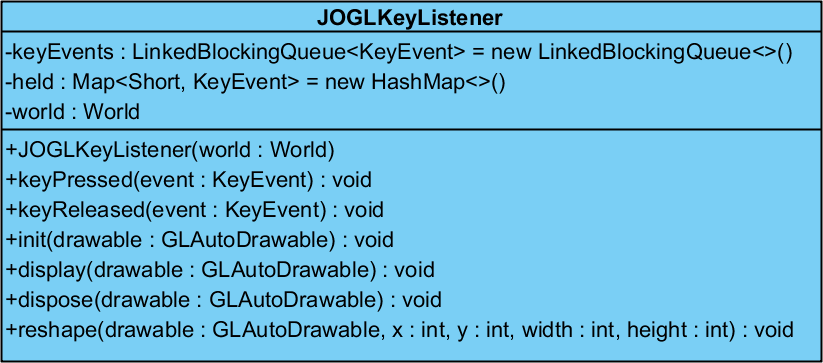 JOGLKeyListener
-keyEvents : LinkedBlockingQueue<KeyEvent> = new LinkedBlockingQueue<>()
-held : Map<Short, KeyEvent> = new HashMap<>()
-world : World
+JOGLKeyListener(world : World)
+keyPressed(event : KeyEvent) : void
+keyReleased(event : KeyEvent) : void
+init(drawable : GLAutoDrawable) : void
+display(drawable : GLAutoDrawable) : void
+dispose(drawable : GLAutoDrawable) : void
+reshape(drawable : GLAutoDrawable, x : int, y : int, width : int, height : int) : void